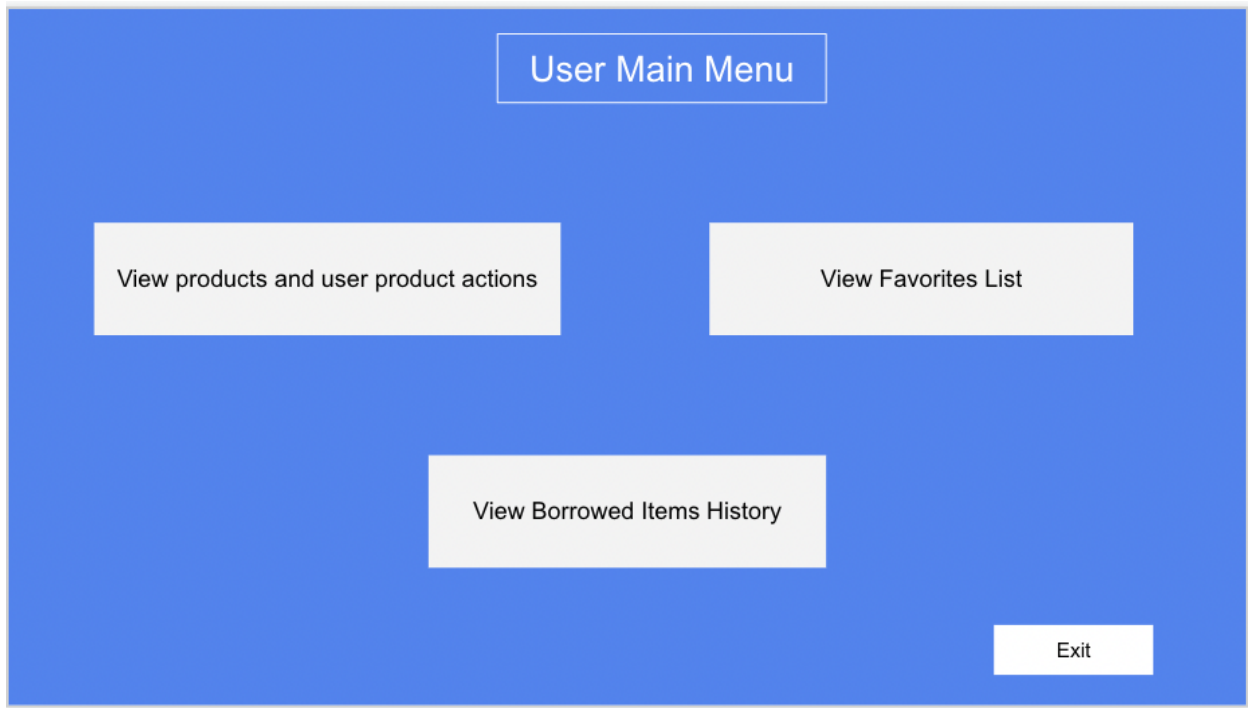 User Main Menu
View products and user product actions
View Favorites List
View Borrowed Items History
Exit